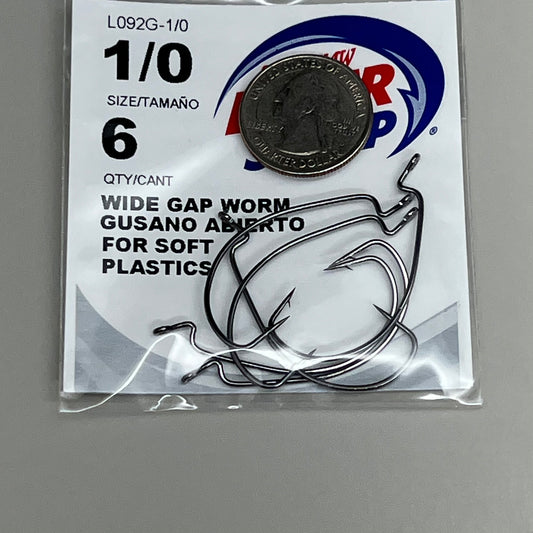 L092G-1/0
1/0
SIZE/TAMAÑO
6
QTY/CANT
WIDE GAP WORM
GUSANO ABIERTO
FOR SOFT
PLASTICS
UNITED STATES OF AMERICA
LIBERTY
QUARTER DOLLAR